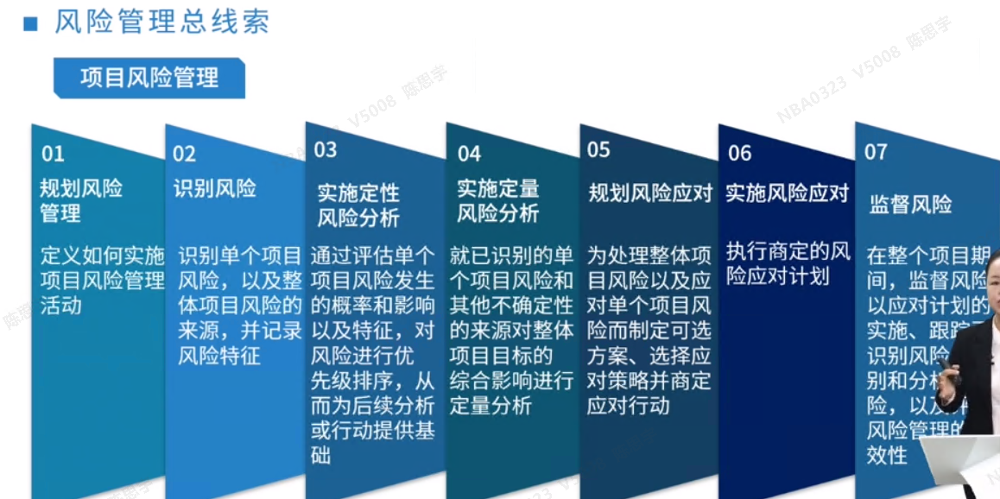 风险管理总线索
项目风险管理
NBA0323 V5008 陈思宇
V5008 陈思宇
01
规划风险
管理
定义如何实施
项目风险管理
活动
02
识别风险
识别单个项目
风险，以及整
体项目风险的
来源，并记录
风险特征
03
实施定性
风险分析
通过评估单个
项目风险发生
的概率和影响
以及特征，对
风险进行优
先级排序，从
而为后续分析
或行动提供基
础
04
实施定量
风险分析
就已识别的单
个项目风险和
其他不确定性
的来源对整体
项目目标的
综合影响进行
定量分析
05
规划风险应对
为处理整体项
目风险以及应
对单个项目风
险而制定可选
方案、选择应
对策略并商定
应对行动
06
实施风险应对
执行商定的风
险应对计划
07
监督风险
在整个项目期
间，监督风险
以应对计划的
实施、跟踪
识别风险
别和分
险，以及
风险管理的
效性
陈思宇